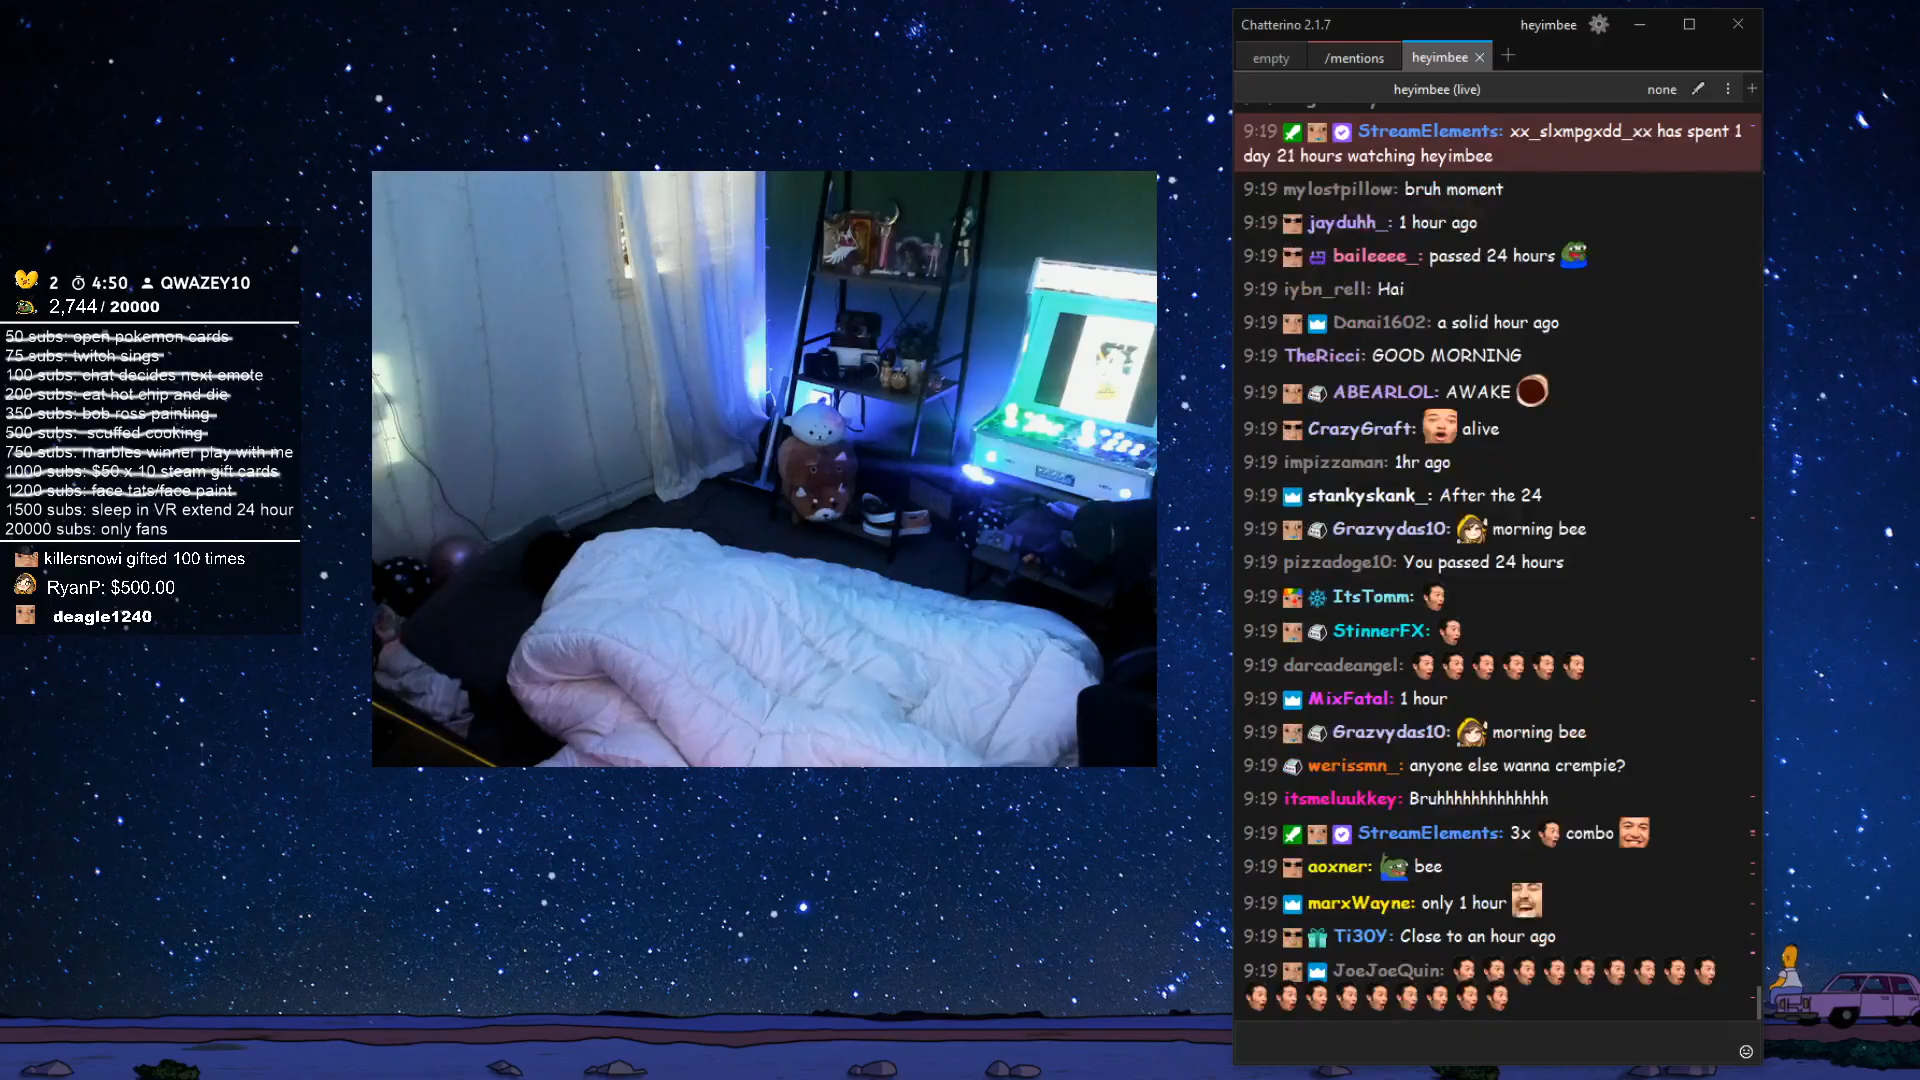 2 4:50 QWAZEY10
2,744 / 20000
50 subs: open pokemon cards
75 subs: twitch sings
100 subs: chat decides next emote
200 subs: eat hot chip and die
350 subs: bob ross painting
500 subs: scuffed cooking
750 subs: marbles winner play with me
1000 subs: $50 x 10 steam gift cards
1200 subs: face tats/face paint
1500 subs: sleep in VR extend 24 hour
20000 subs: only fans
killersnowi gifted 100 times
RyanP: $500.00
deagle1240
Chatterino 2.1.7 heyimbee
empty /mentions heyimbee
heyimbee (live) none
9:19 StreamElements: xx_slxmpgxdd_xx has spent 1
day 21 hours watching heyimbee
9:19 mylostpillow: bruh moment
9:19 jayduhh_: 1 hour ago
9:19 baileeee_: passed 24 hours
9:19 iybn_rell: Hai
9:19 Danai1602: a solid hour ago
9:19 TheRicci: GOOD MORNING
9:19 ABEARLOL: AWAKE
9:19 CrazyGraft: alive
9:19 impizzaman: 1hr ago
9:19 stankyskank_: After the 24
9:19 Grazvydas10: morning bee
9:19 pizzadoge10: You passed 24 hours
9:19 ItsTomm:
9:19 StinnerFX:
9:19 darcadeangel:
9:19 MixFatal: 1 hour
9:19 Grazvydas10: morning bee
9:19 werissmn_: anyone else wanna crempie?
9:19 itsmeluukkey: Bruhhhhhhhhhhhh
9:19 StreamElements: 3x combo
9:19 aoxner: bee
9:19 marxWayne: only 1 hour
9:19 Ti30Y: Close to an hour ago
9:19 JoeJoeQuin: